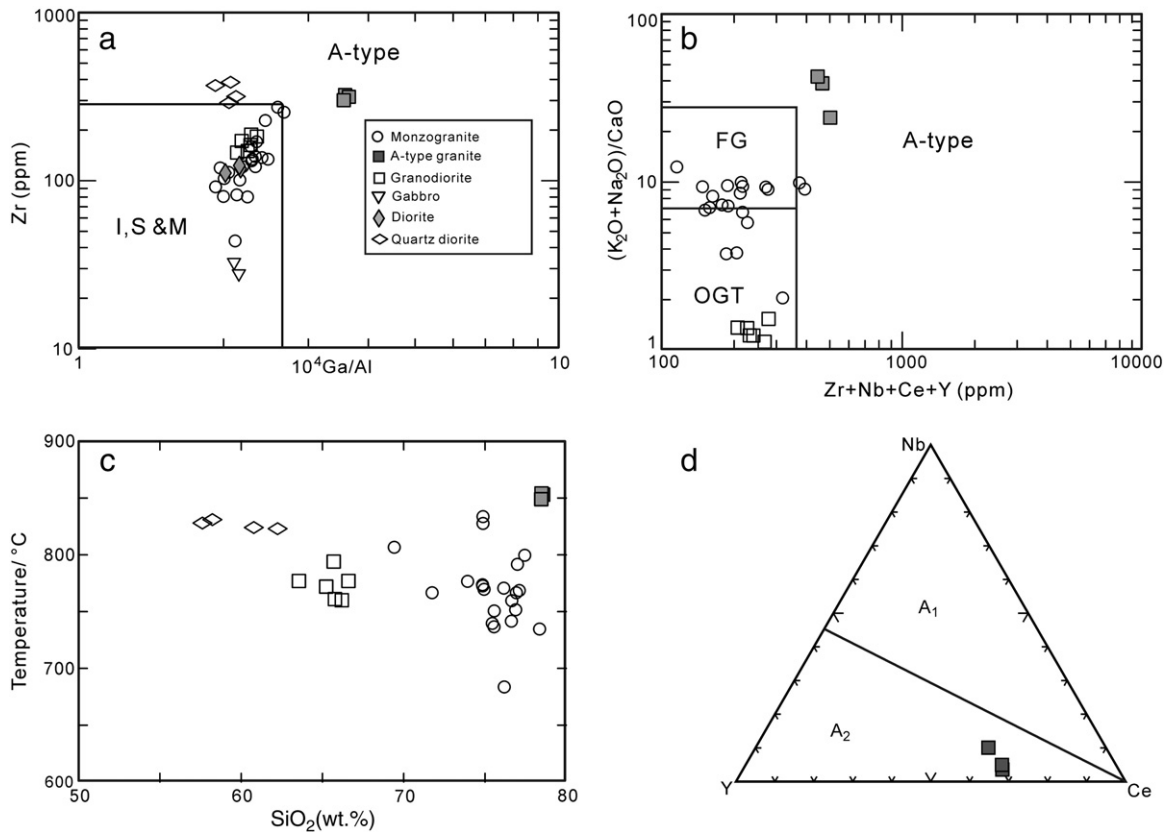 a
A-type
I,S &M
Zr (ppm)
1000
100
10
1
10
10⁴Ga/Al
Monzogranite
A-type granite
Granodiorite
Gabbro
Diorite
Quartz diorite
b
FG
A-type
OGT
(K₂O+Na₂O)/CaO
100
10
1
100
1000
10000
Zr+Nb+Ce+Y (ppm)
c
Temperature/ °C
900
800
700
600
50
60
70
80
SiO₂(wt.%)
d
Nb
A₁
A₂
Y
Ce